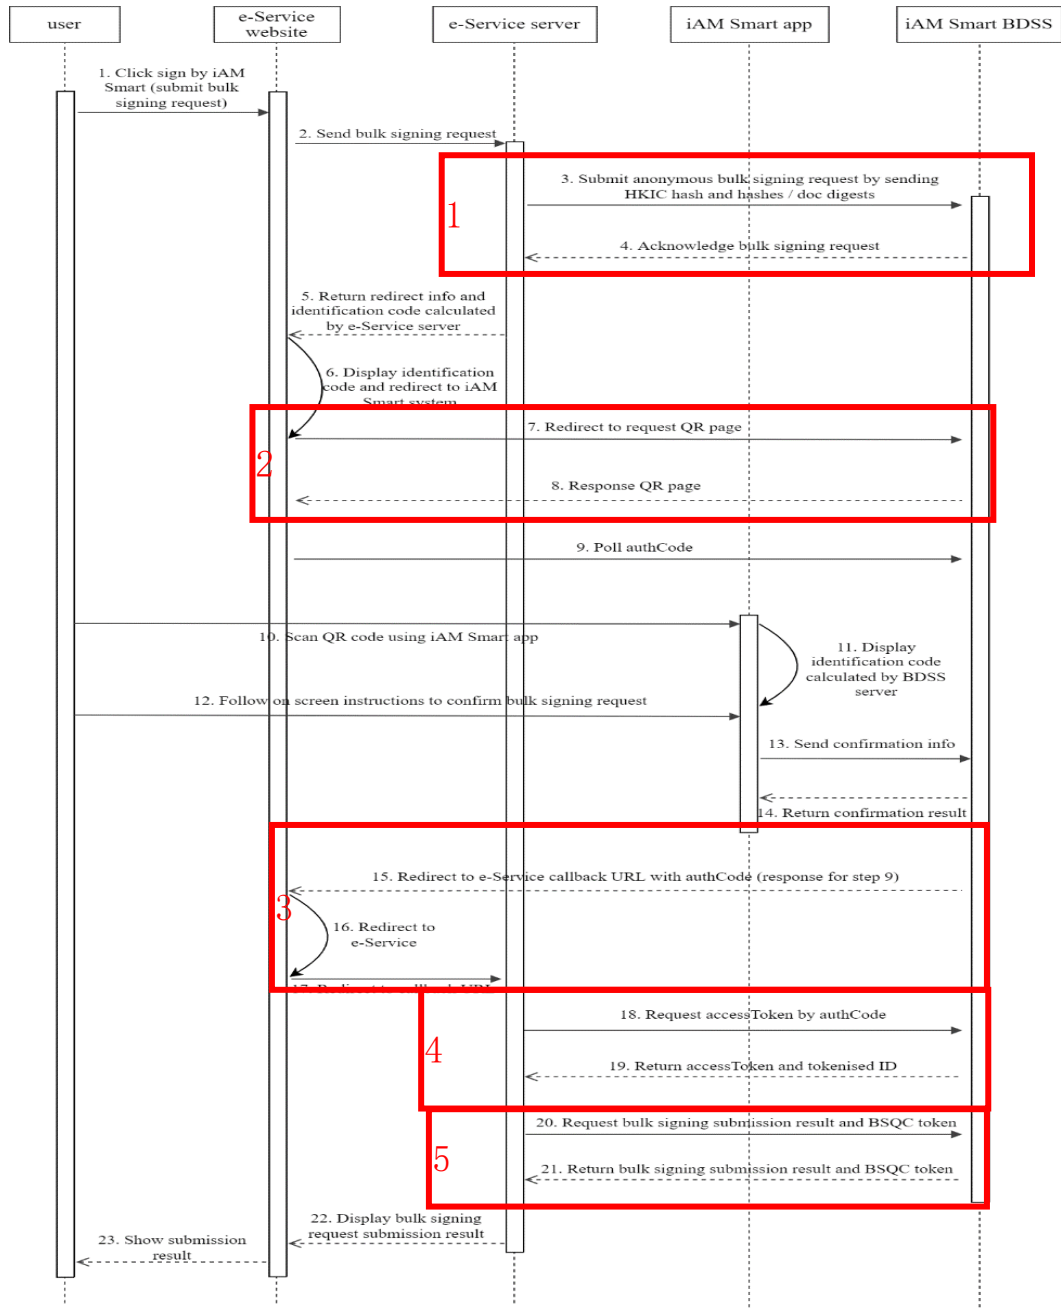 user
e-Service
website
e-Service server
iAM Smart app
iAM Smart BDSS
1. Click sign by iAM
Smart (submit bulk
signing request)
2. Send bulk signing request
1
3. Submit anonymous bulk signing request by sending
HKIC hash and hashes / doc digests
4. Acknowledge bulk signing request
5. Return redirect info and
identification code calculated
by e-Service server
6. Display identification
code and redirect to iAM
Smart system
2
7. Redirect to request QR page
8. Response QR page
9. Poll authCode
10. Scan QR code using iAM Smart app
11. Display
identification code
calculated by BDSS
server
12. Follow on screen instructions to confirm bulk signing request
13. Send confirmation info
14. Return confirmation result
3
15. Redirect to e-Service callback URL with authCode (response for step 9)
16. Redirect to
e-Service
17. Redirect to callback URL
4
18. Request accessToken by authCode
19. Return accessToken and tokenised ID
5
20. Request bulk signing submission result and BSQC token
21. Return bulk signing submission result and BSQC token
22. Display bulk signing
request submission result
23. Show submission
result